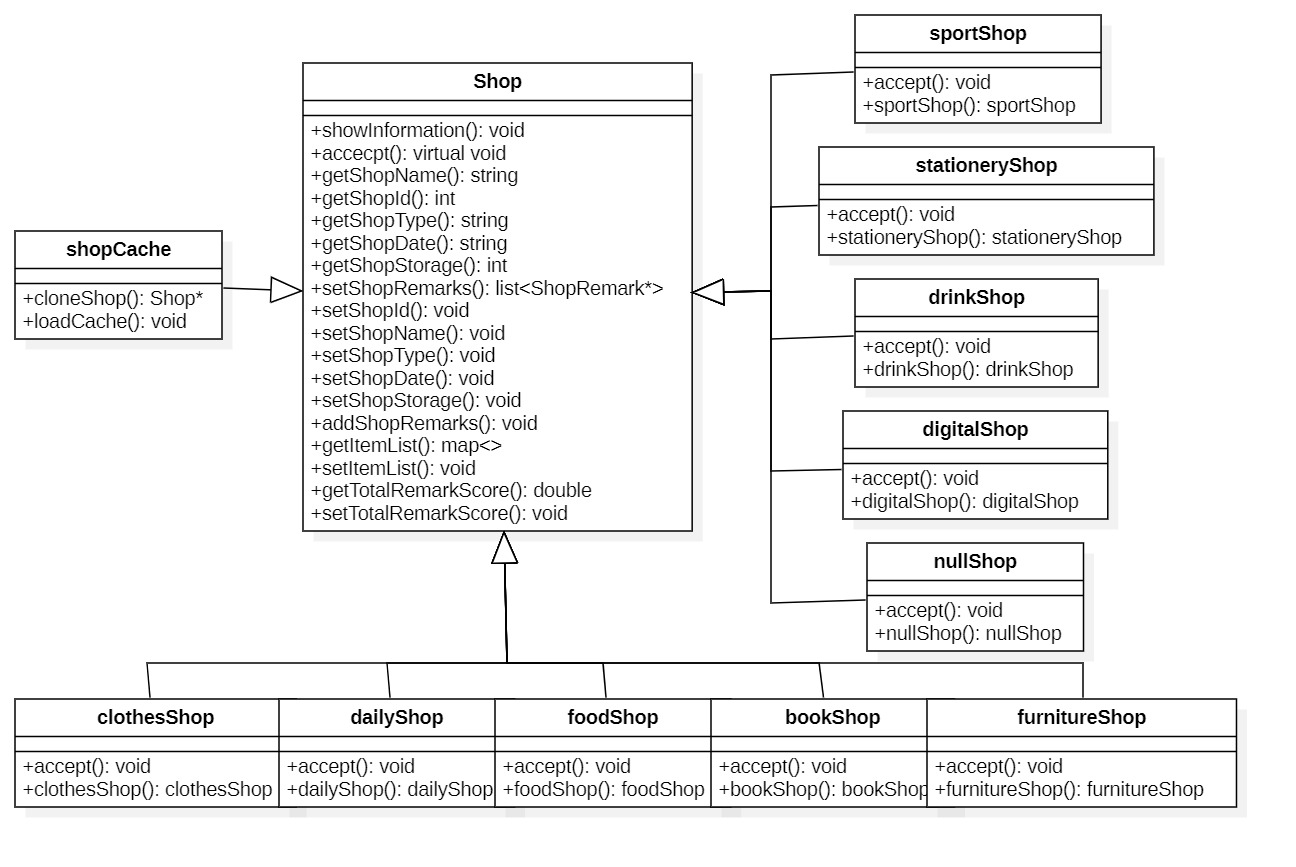 Shop
+showInformation(): void
+accecpt(): virtual void
+getShopName(): string
+getShopId(): int
+getShopType(): string
+getShopDate(): string
+getShopStorage(): int
+setShopRemarks(): list<ShopRemark*>
+setShopId(): void
+setShopName(): void
+setShopType(): void
+setShopDate(): void
+setShopStorage(): void
+addShopRemarks(): void
+getItemList(): map<>
+setItemList(): void
+getTotalRemarkScore(): double
+setTotalRemarkScore(): void
shopCache
+cloneShop(): Shop*
+loadCache(): void
sportShop
+accept(): void
+sportShop(): sportShop
stationeryShop
+accept(): void
+stationeryShop(): stationeryShop
drinkShop
+accept(): void
+drinkShop(): drinkShop
digitalShop
+accept(): void
+digitalShop(): digitalShop
nullShop
+accept(): void
+nullShop(): nullShop
clothesShop
+accept(): void
+clothesShop(): clothesShop
dailyShop
+accept(): void
+dailyShop(): dailyShop
foodShop
+accept(): void
+foodShop(): foodShop
bookShop
+accept(): void
+bookShop(): bookShop
furnitureShop
+accept(): void
+furnitureShop(): furnitureShop